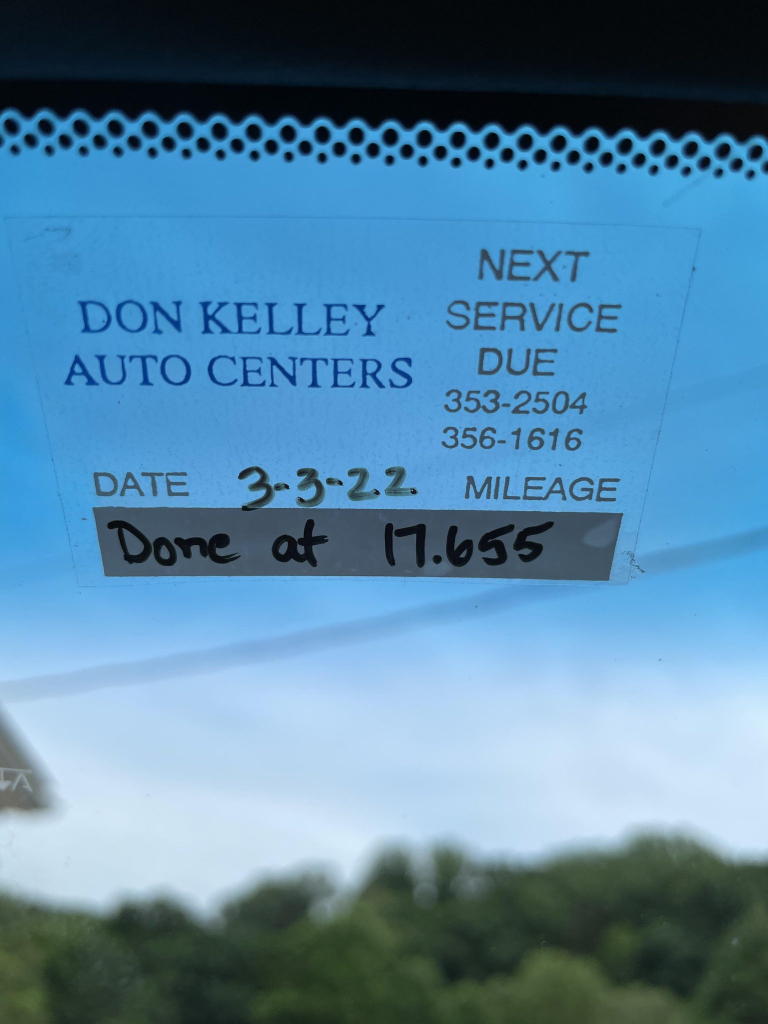 DON KELLEY
AUTO CENTERS
NEXT
SERVICE
DUE
353-2504
356-1616
DATE 3-3-22 MILEAGE
Done at 17.655